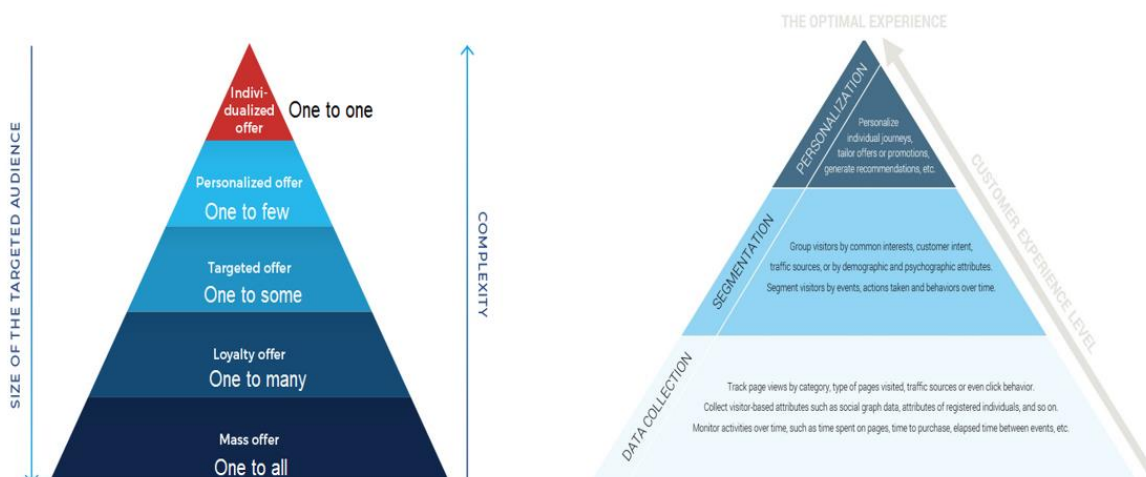 SIZE OF THE TARGETED AUDIENCE
Indivi-
dualized
offer
One to one
Personalized offer
One to few
Targeted offer
One to some
Loyalty offer
One to many
Mass offer
One to all
COMPLEXITY
THE OPTIMAL EXPERIENCE
PERSONALIZATION
Personalize
individual journeys,
tailor offers or promotions,
generate recommendations, etc.
SEGMENTATION
Group visitors by common interests, customer intent,
traffic sources, or by demographic and psychographic attributes.
Segment visitors by events, actions taken and behaviors over time.
DATA COLLECTION
Track page views by category, type of pages visited, traffic sources or even click behavior.
Collect visitor-based attributes such as social graph data, attributes of registered individuals, and so on.
Monitor activities over time, such as time spent on pages, time to purchase, elapsed time between events, etc.
CUSTOMER EXPERIENCE LEVEL